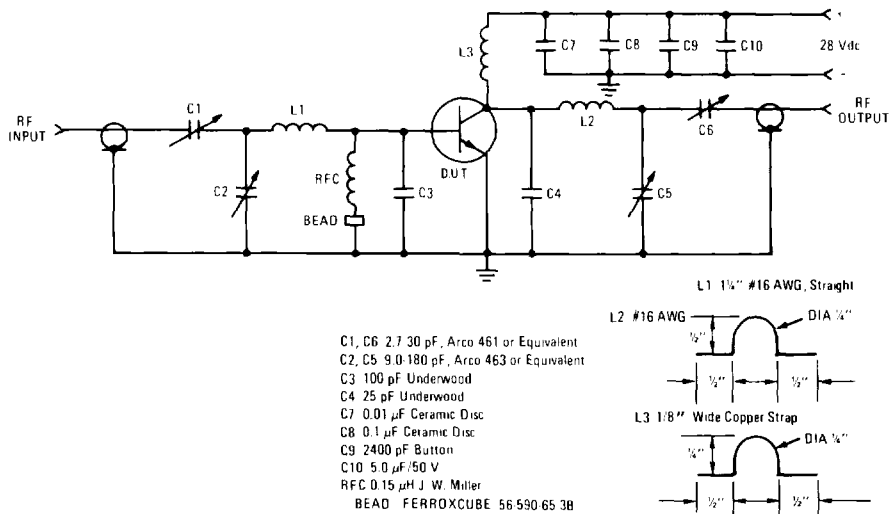 L3
C7
C8
C9
C10
+
28 Vdc
-
RF
INPUT
C1
L1
C2
RFC
BEAD
C3
D.U.T
C4
L2
C5
C6
RF
OUTPUT
L1 1¼" #16 AWG, Straight
L2 #16 AWG
DIA ¼"
½"
½"
½"
L3 1/8" Wide Copper Strap
DIA ¼"
¼"
½"
½"
C1, C6 2.7 30 pF, Arco 461 or Equivalent
C2, C5 9.0-180 pF, Arco 463 or Equivalent
C3 100 pF Underwood
C4 25 pF Underwood
C7 0.01 µF Ceramic Disc
C8 0.1 µF Ceramic Disc
C9 2400 pF Button
C10 5.0 µF/50 V
RFC 0.15 µH J. W. Miller
BEAD FERROXCUBE 56-590-65 3B